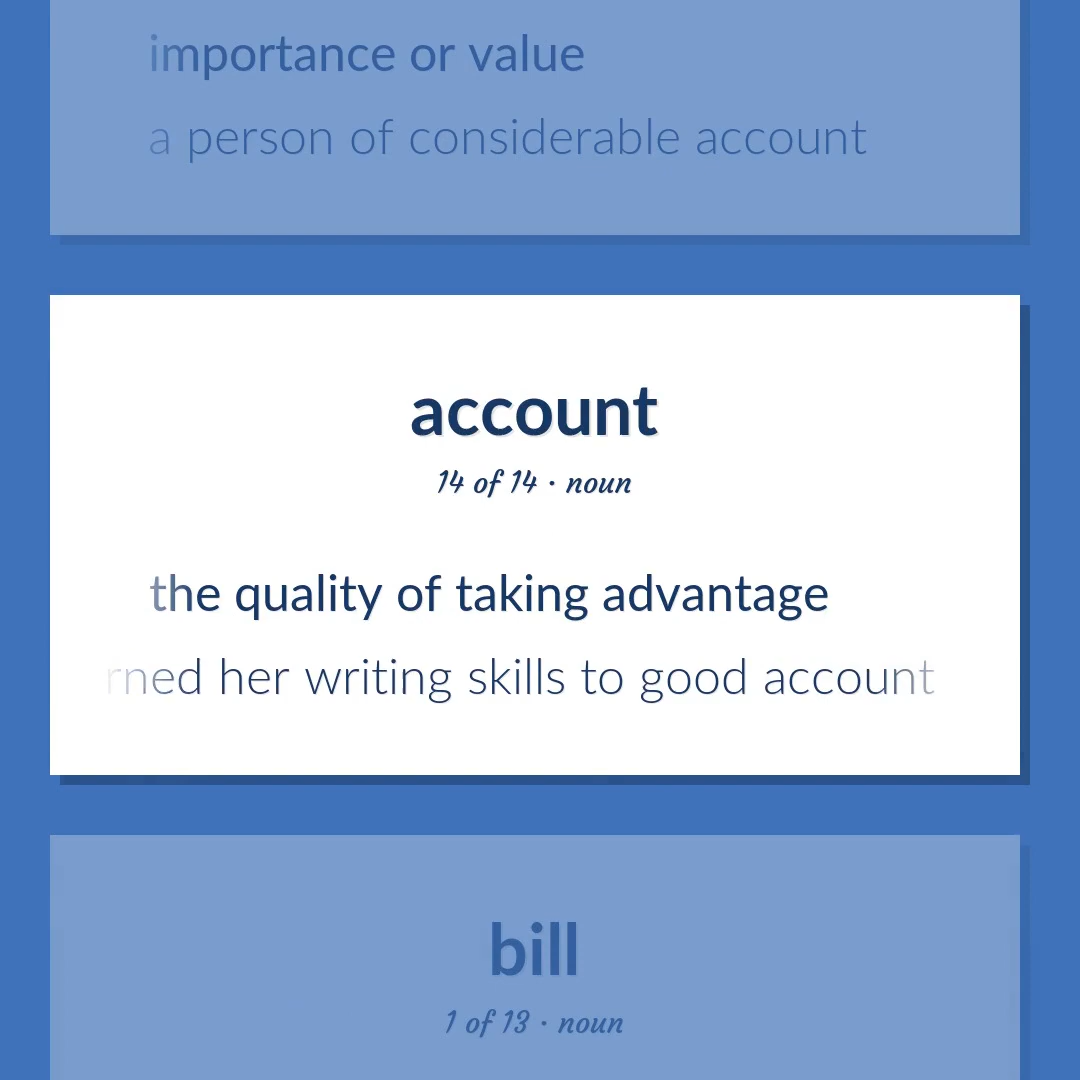 importance or value
a person of considerable account
account
14 of 14 · noun
the quality of taking advantage
rned her writing skills to good account
bill
1 of 13 · noun